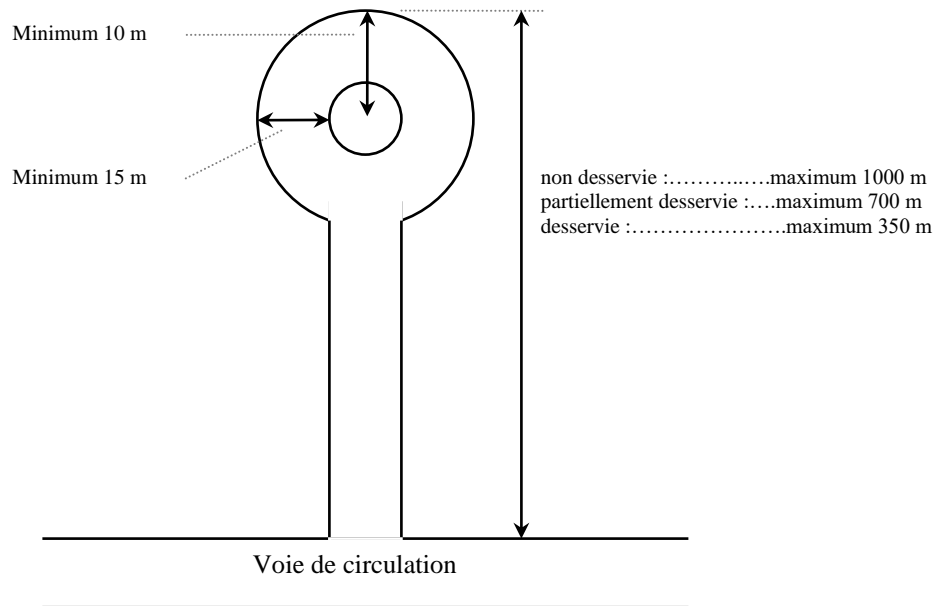 Minimum 10 m
Minimum 15 m
non desservie :………..….maximum 1000 m
partiellement desservie :….maximum 700 m
desservie :………………….maximum 350 m
Voie de circulation